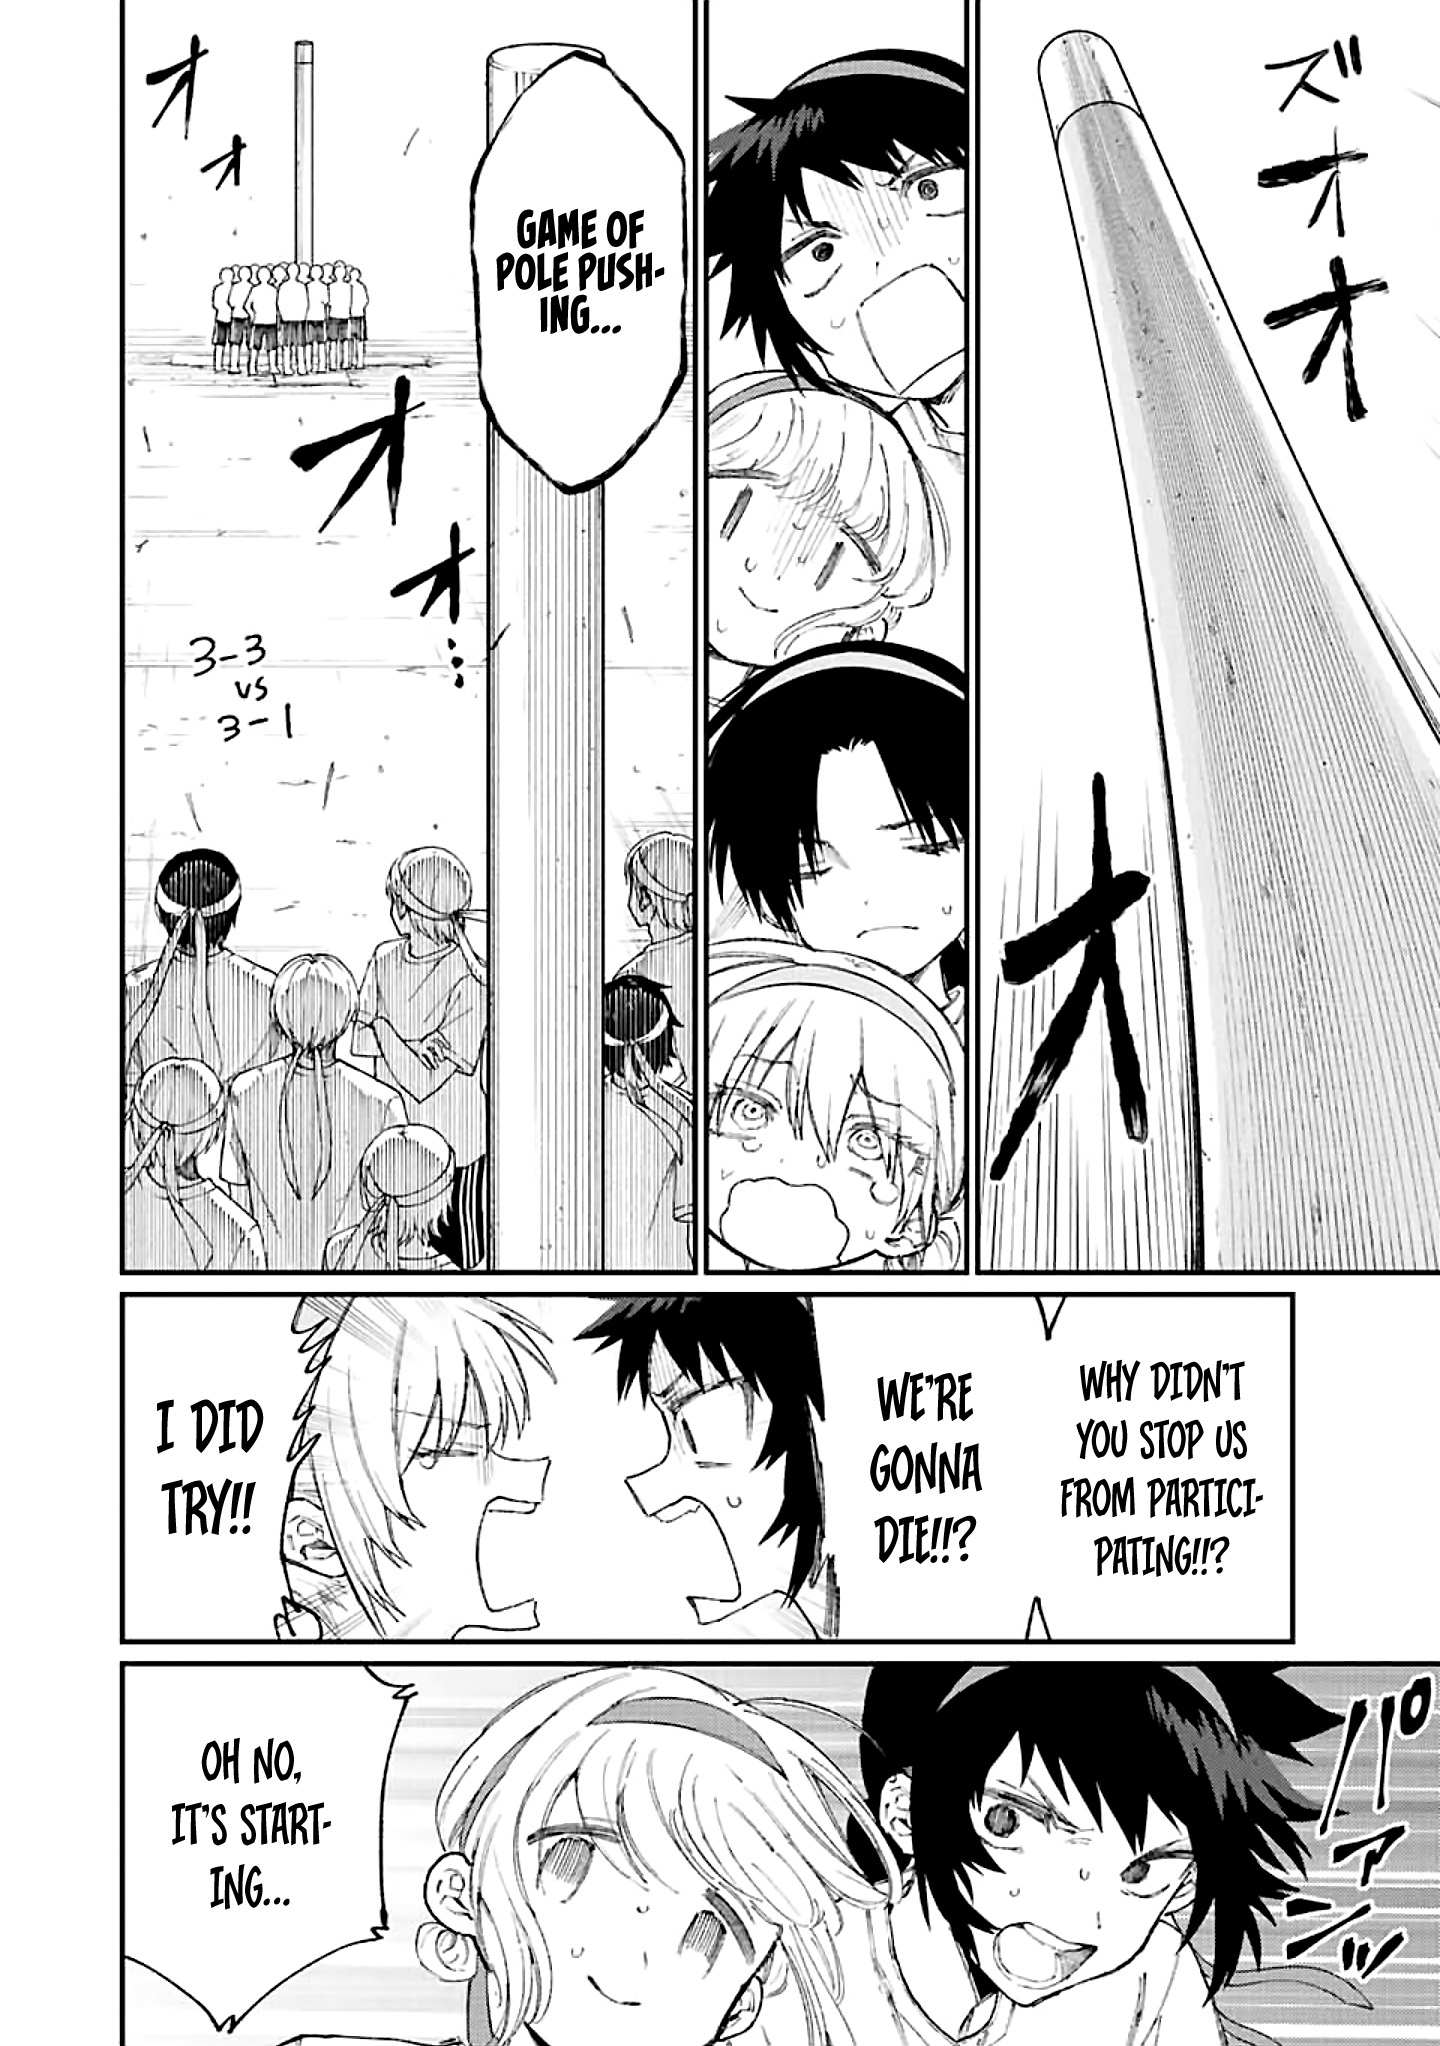 ズ
オ
オ
オ
GAME OF
POLE PUSH-
ING...
オ
オ
オ
オ
3-3
vs
3-1
WHY DIDN'T
YOU STOP US
FROM PARTICI-
PATING!!?
WE'RE
GONNA
DIE!!?
I DID
TRY!!
パァンッ
OH NO,
IT'S START-
ING...